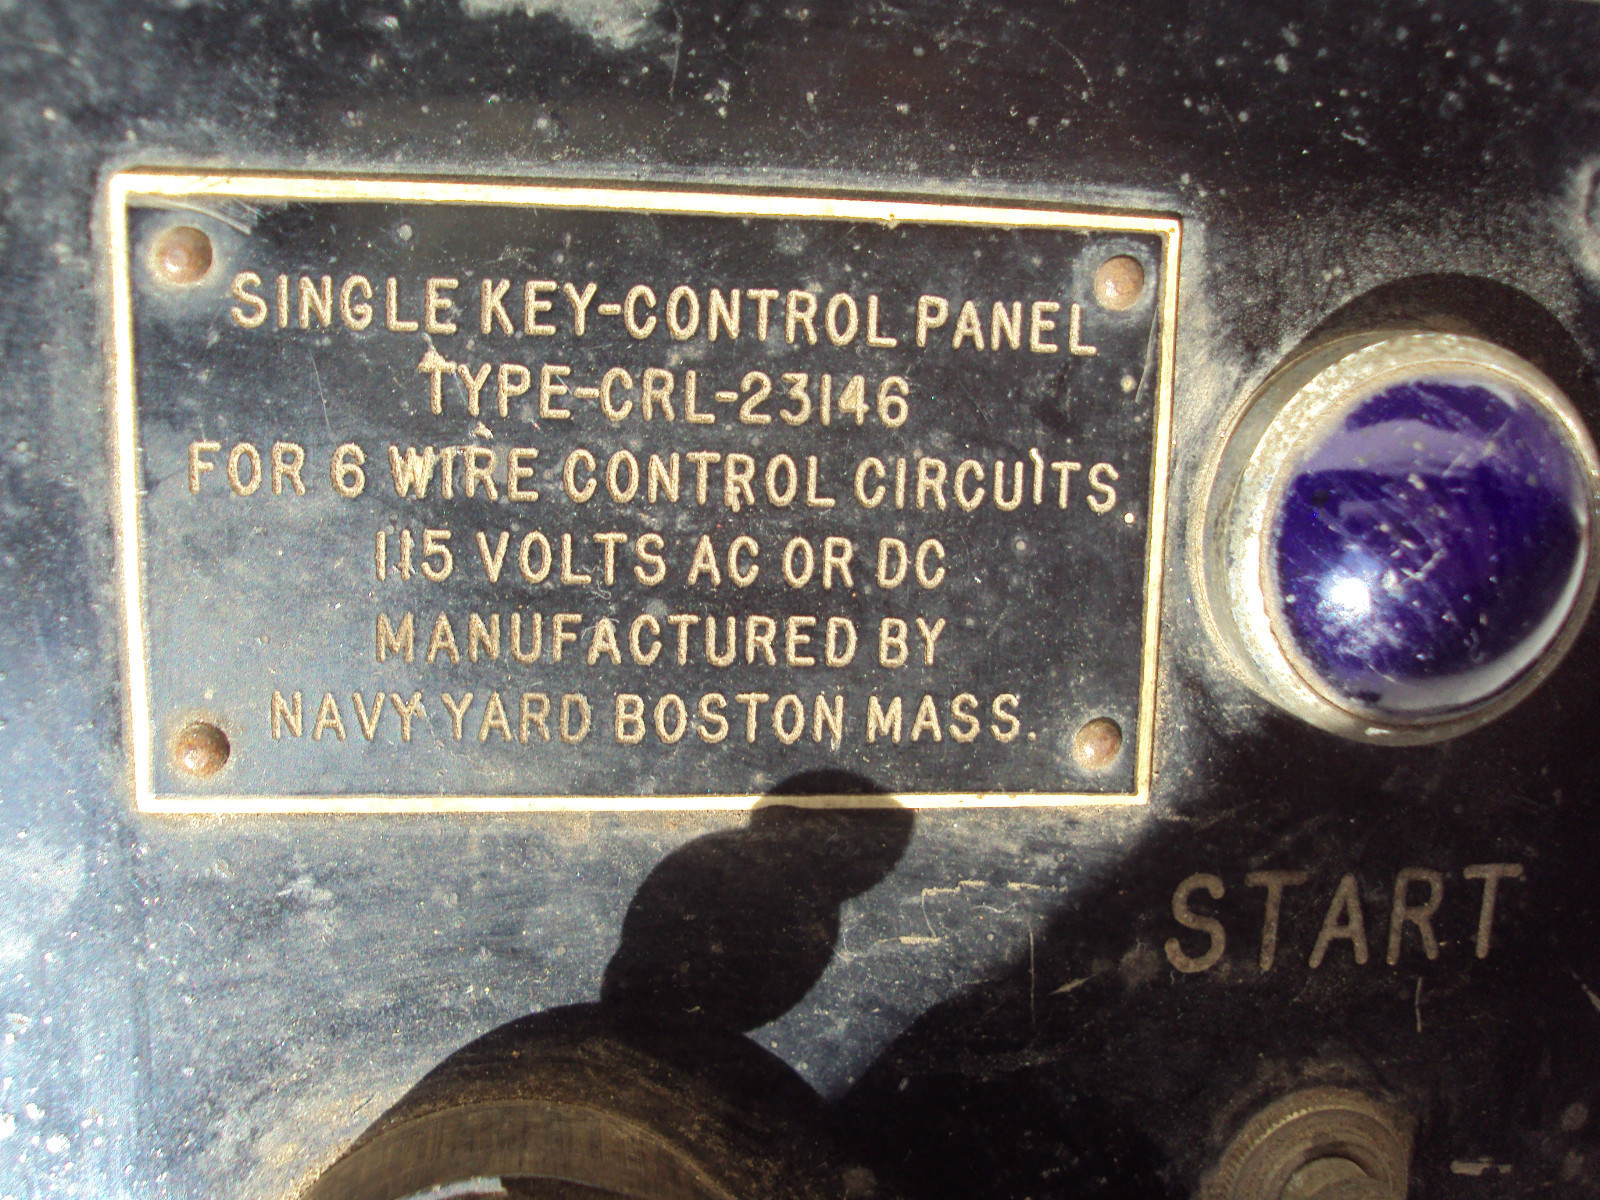 SINGLE KEY-CONTROL PANEL
TYPE-CRL-23146
FOR 6 WIRE CONTROL CIRCUITS
115 VOLTS AC OR DC
MANUFACTURED BY
NAVY YARD BOSTON MASS.
START